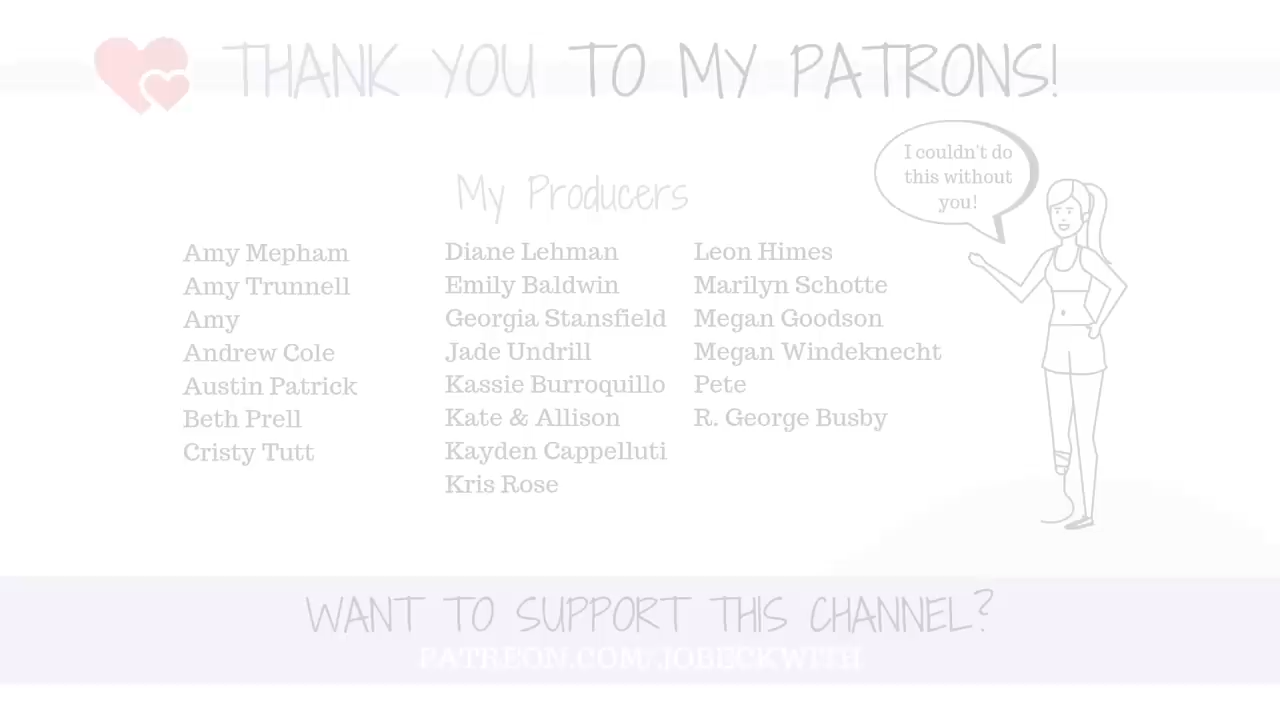 THANK YOU TO MY PATRONS!
I couldn't do
this without
you!
My Producers
Amy Mepham
Amy Trunnell
Amy
Andrew Cole
Austin Patrick
Beth Prell
Cristy Tutt
Diane Lehman
Emily Baldwin
Georgia Stansfield
Jade Undrill
Kassie Burroquillo
Kate & Allison
Kayden Cappelluti
Kris Rose
Leon Himes
Marilyn Schotte
Megan Goodson
Megan Windeknecht
Pete
R. George Busby
WANT TO SUPPORT THIS CHANNEL?
PATREON.COM/JOBECKWITH